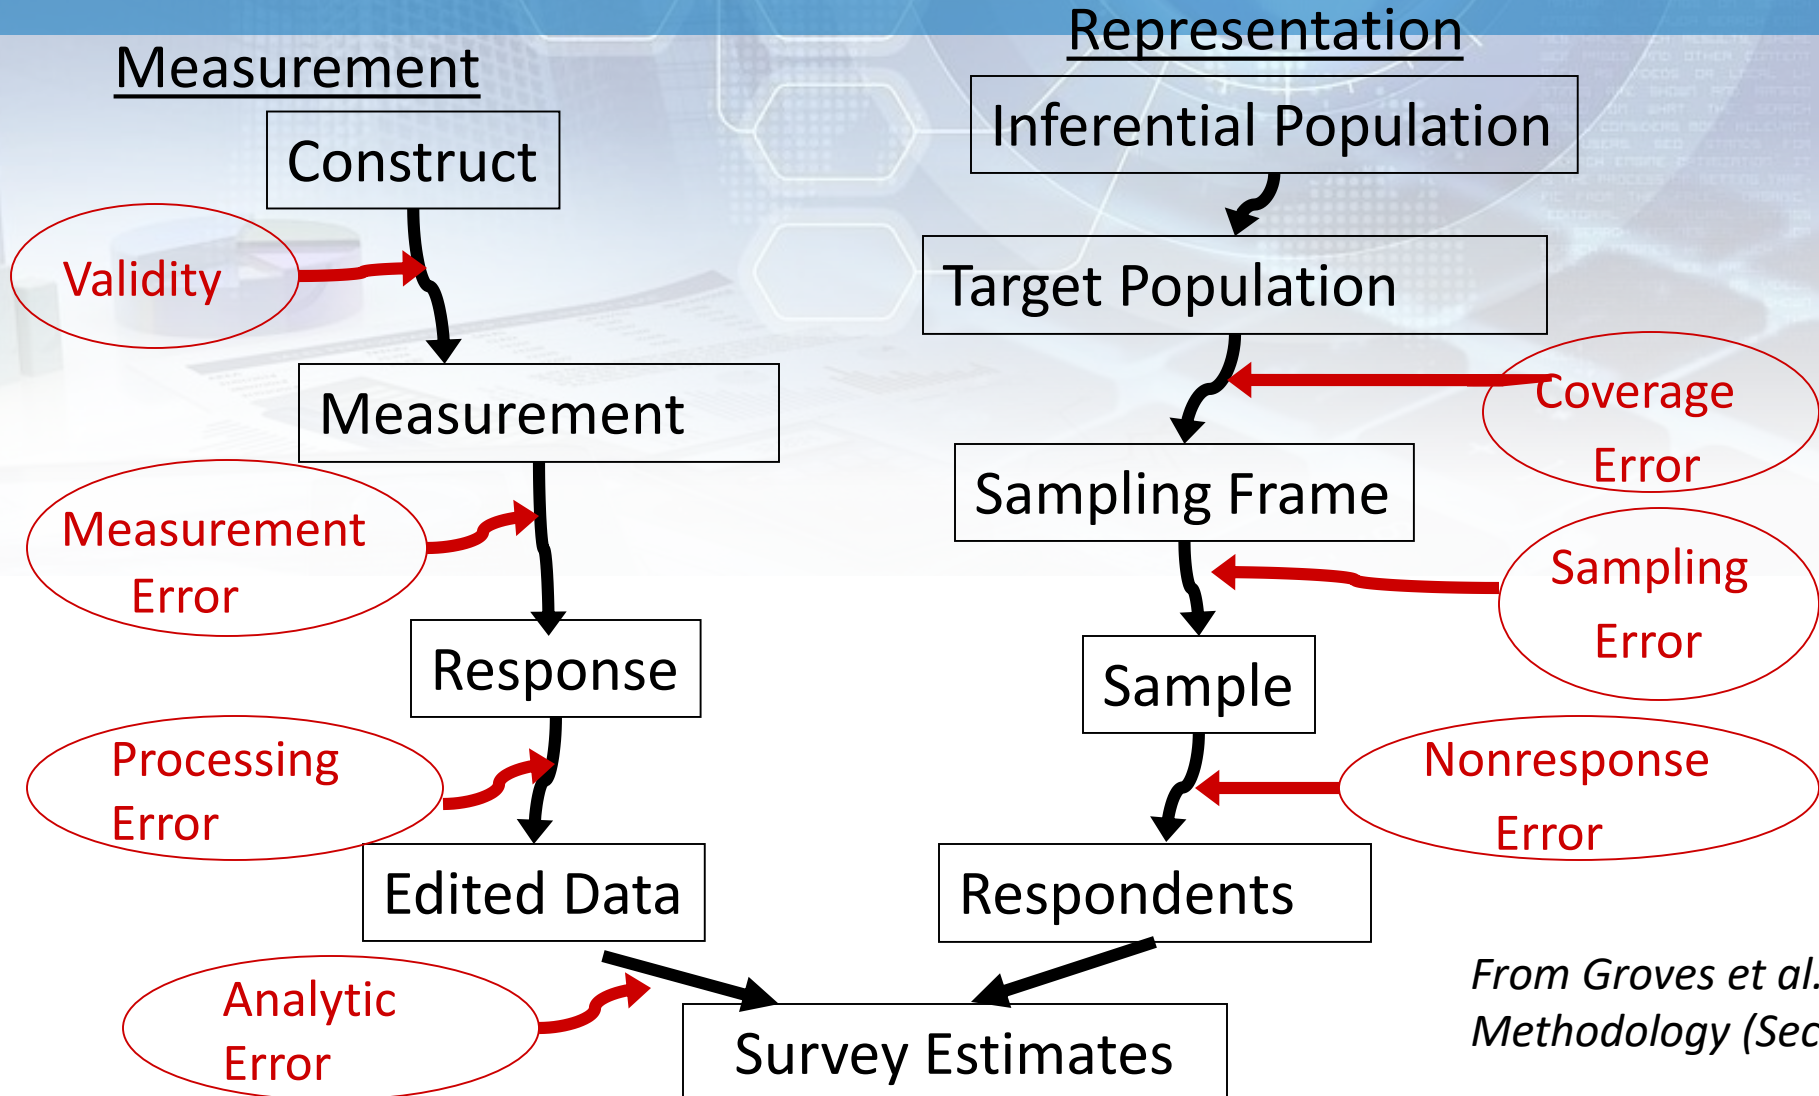 Measurement
Construct
Validity
Measurement
Measurement
Error
Response
Processing
Error
Edited Data
Analytic
Error
Representation
Inferential Population
Target Population
Coverage
Error
Sampling Frame
Sampling
Error
Sample
Nonresponse
Error
Respondents
Survey Estimates
From Groves et al.
Methodology (Sec